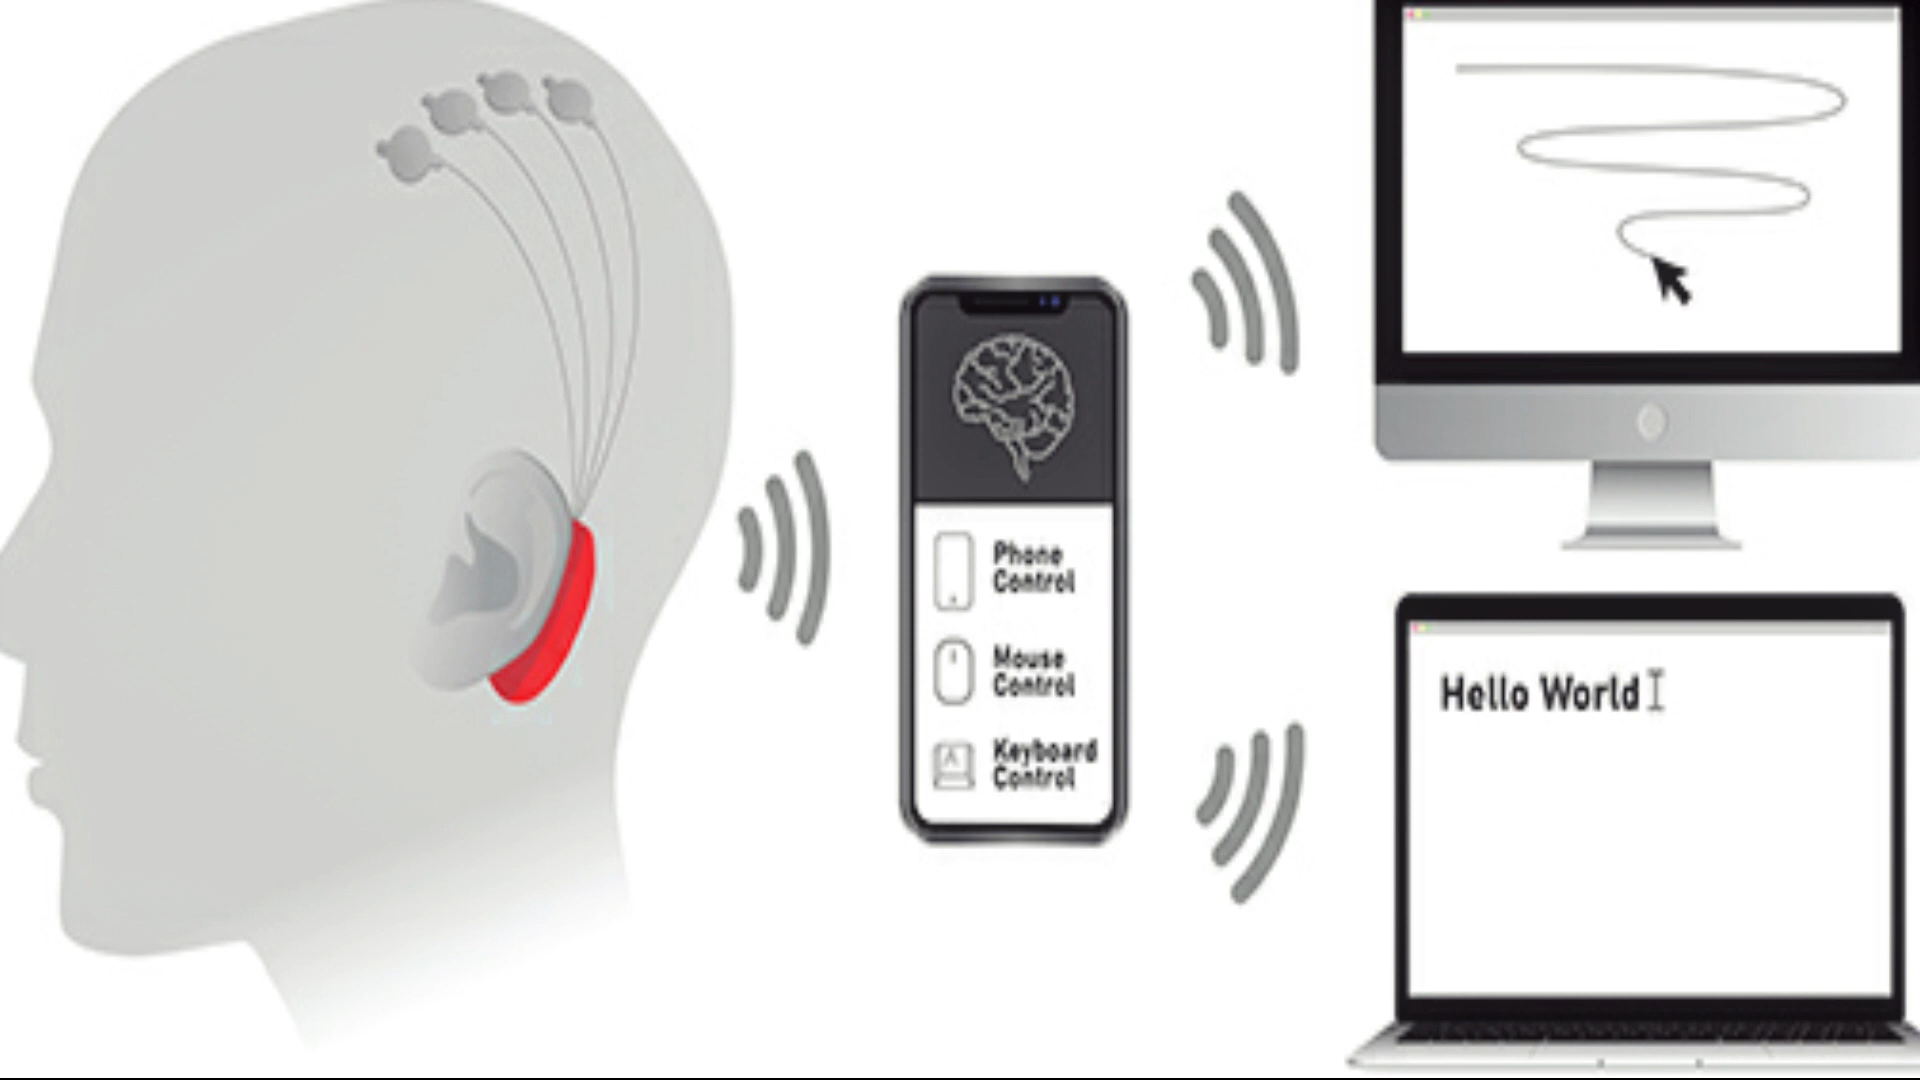 Phone
Control
Mouse
Control
A
Keyboard
Control
Hello World